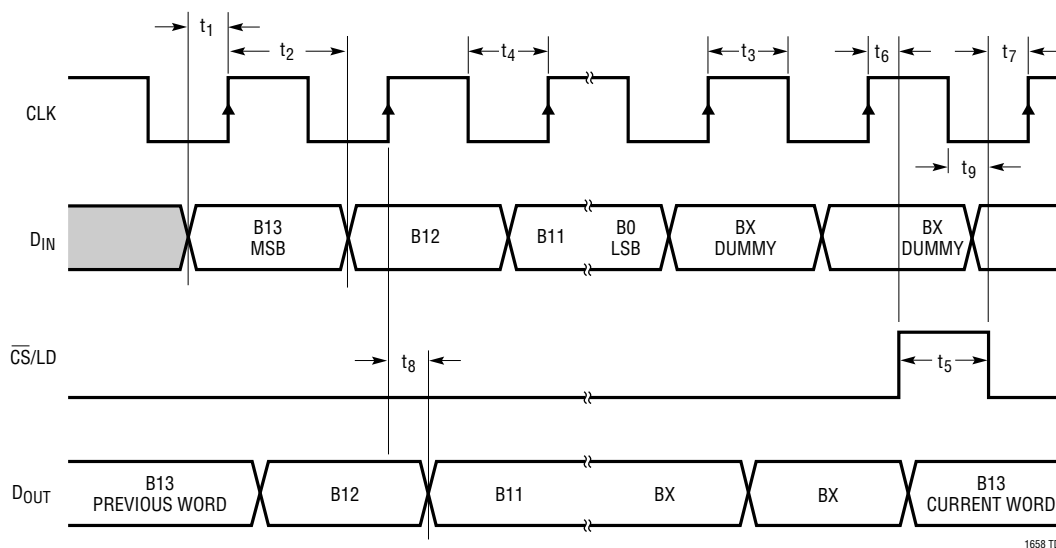 t1
t2
t4
t3
t6
t7
CLK
t9
DIN
B13
MSB
B12
B11
B0
LSB
BX
DUMMY
BX
DUMMY
CS/LD
t8
t5
DOUT
B13
PREVIOUS WORD
B12
B11
BX
BX
B13
CURRENT WORD
1658